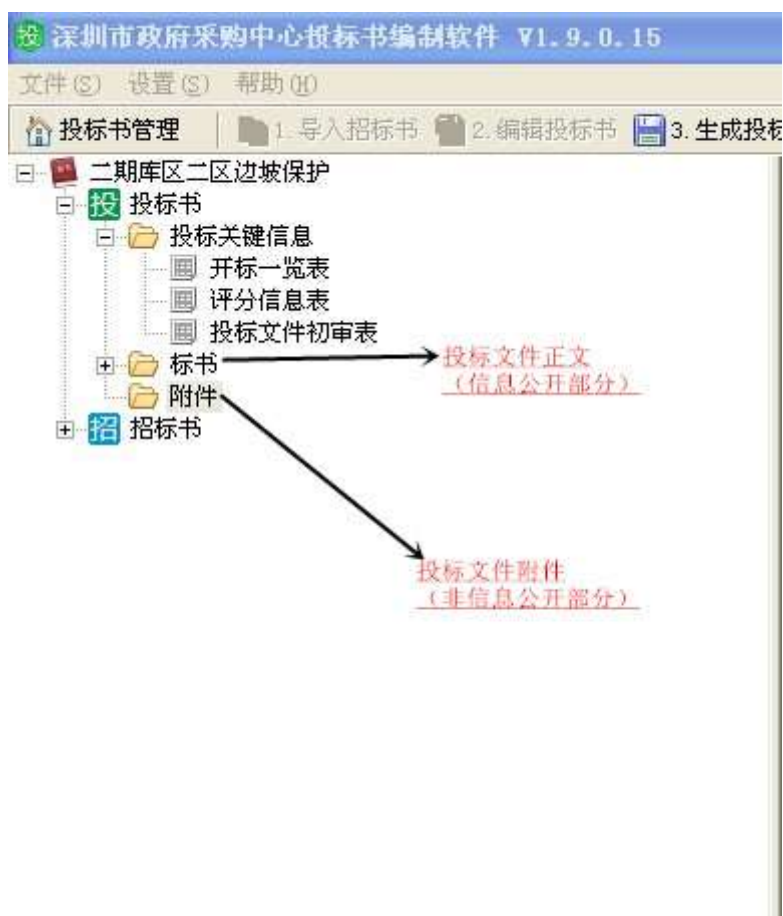 投 深圳市政府采购中心投标书编制软件 V1.9.0.15
文件(S) 设置(S) 帮助(H)
投标书管理 1.导入招标书 2.编辑投标书 3.生成投标
二期库区二区边坡保护
投 投标书
投标关键信息
开标一览表
评分信息表
投标文件初审表
标书
投标文件正文
（信息公开部分）
附件
招 招标书
投标文件附件
（非信息公开部分）